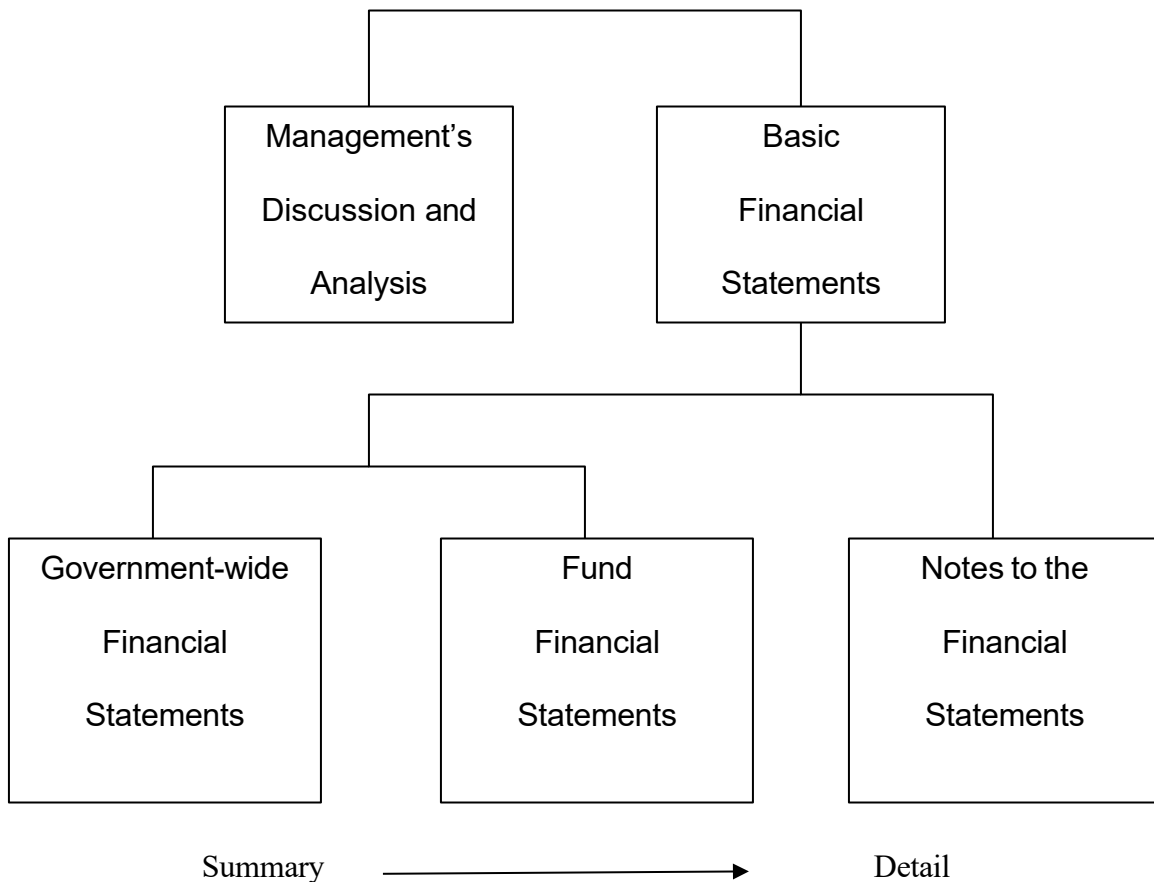 Management’s
Discussion and
Analysis
Basic
Financial
Statements
Government-wide
Financial
Statements
Fund
Financial
Statements
Notes to the
Financial
Statements
Summary
Detail